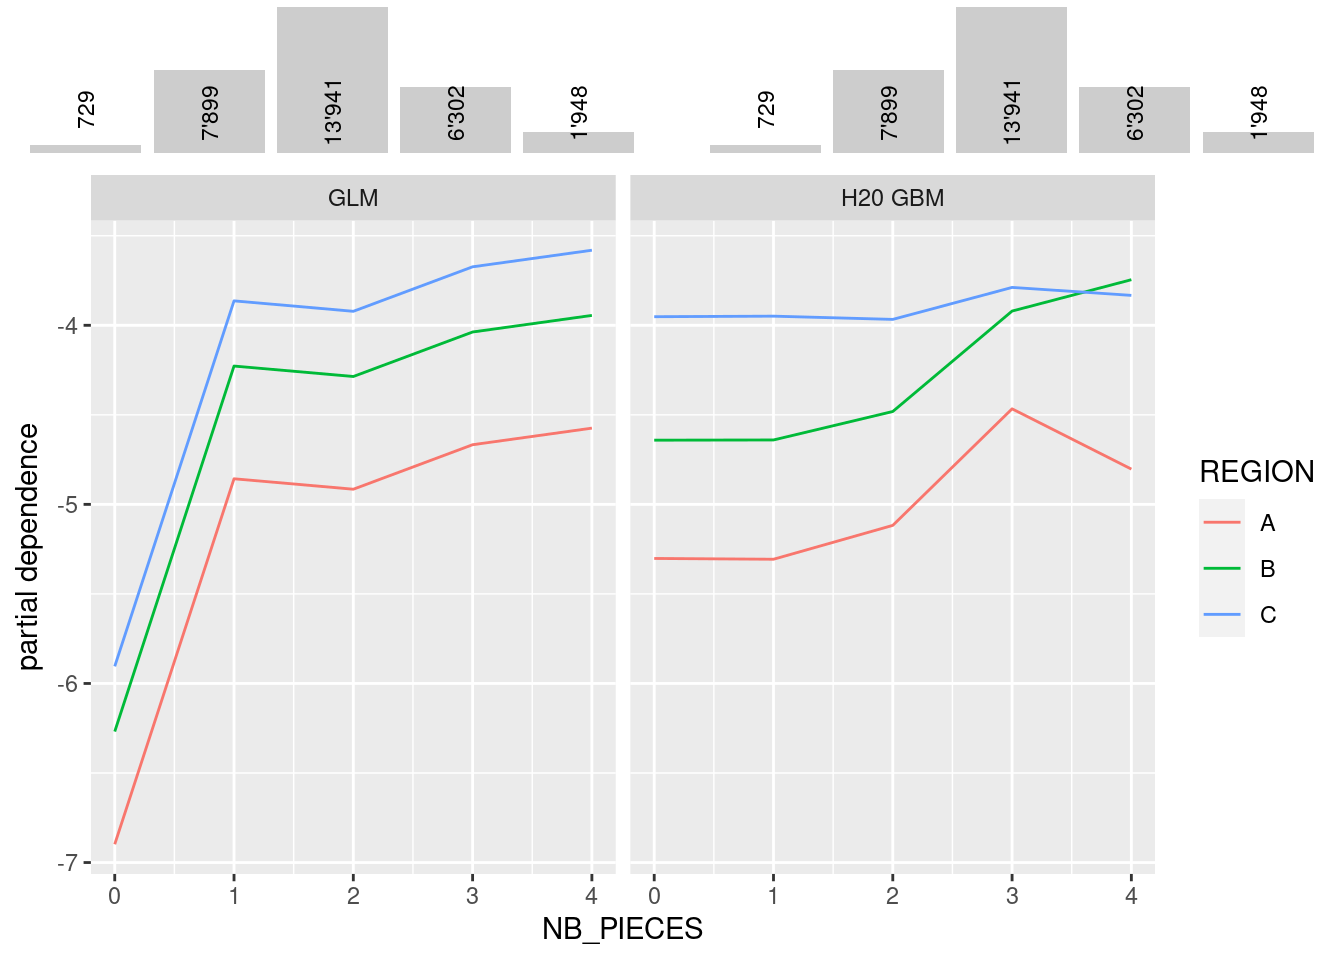 729 7'899 13'941 6'302 1'948 729 7'899 13'941 6'302 1'948
GLM H20 GBM
-4
-5
-6
-7
partial dependence
0 1 2 3 4 0 1 2 3 4
NB_PIECES
REGION
A
B
C